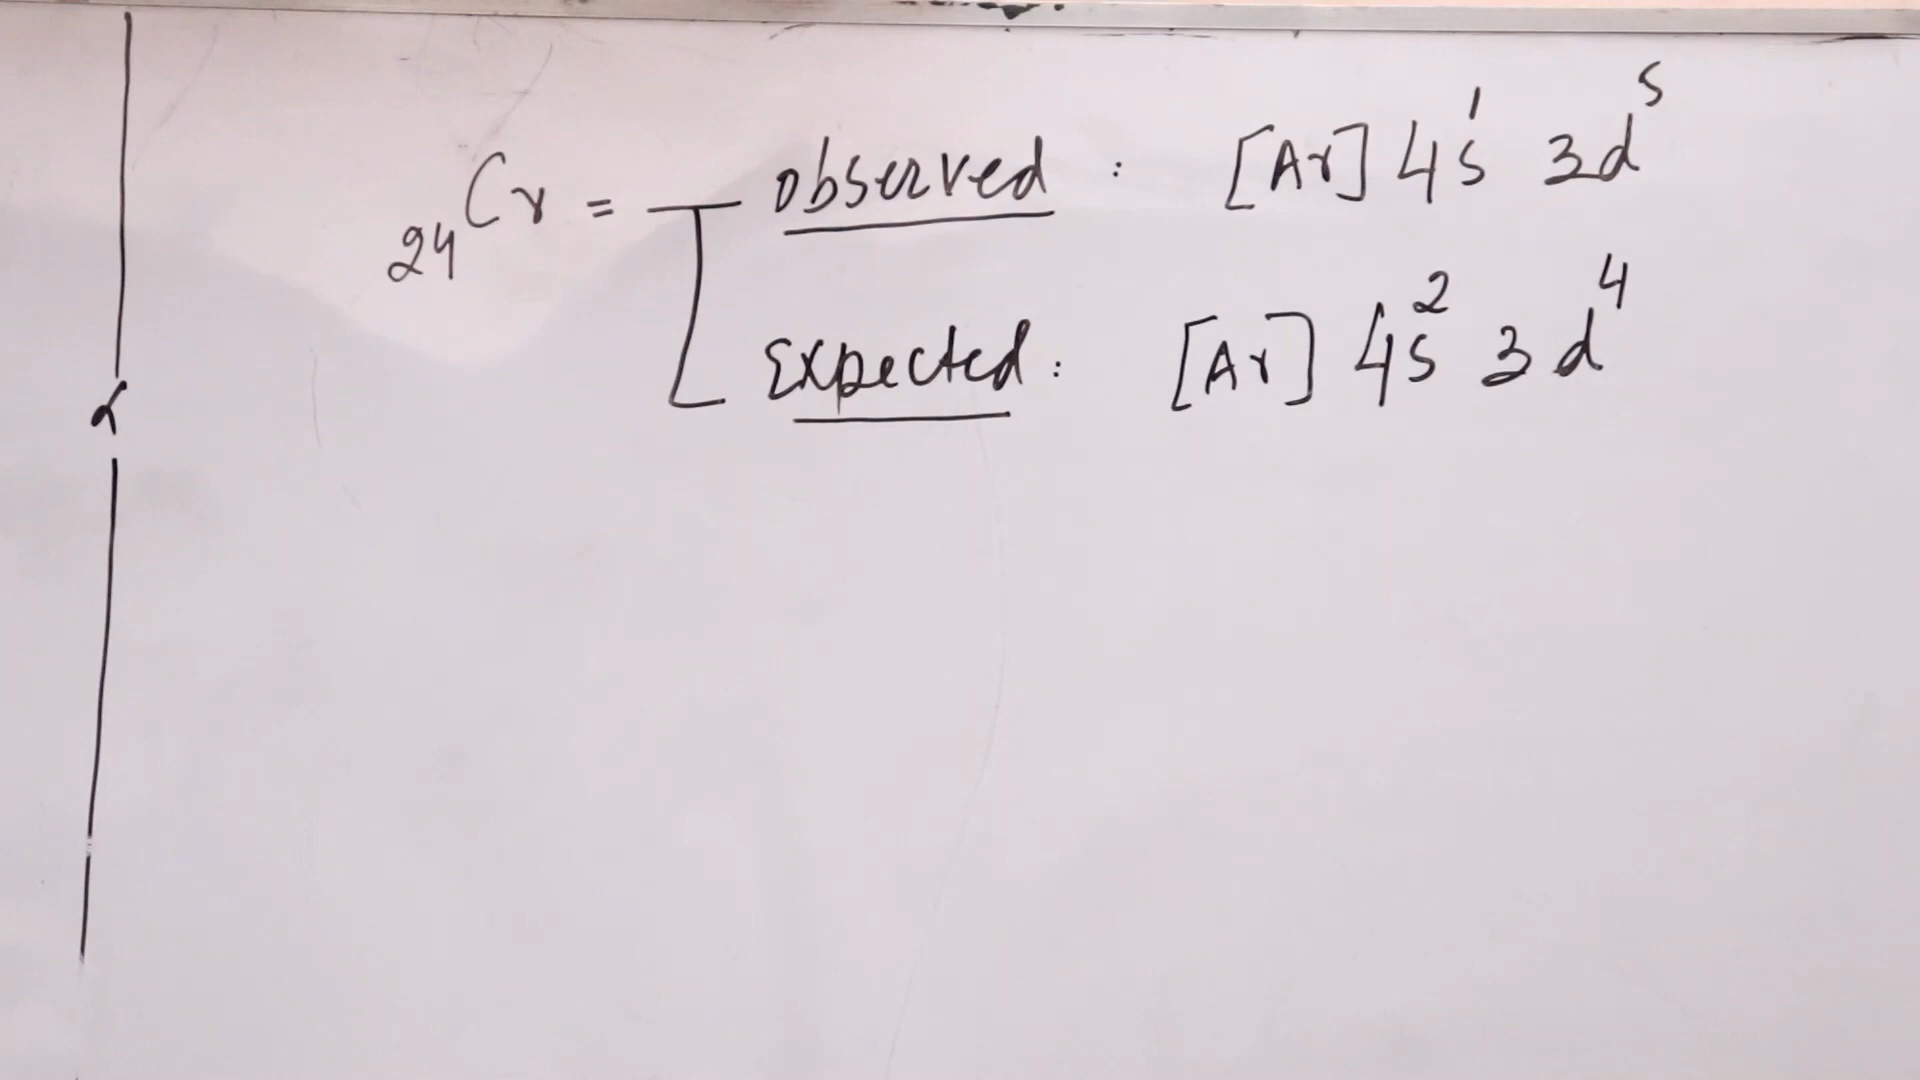 ₂₄Cr = observed : [Ar] 4s¹ 3d⁵
Expected : [Ar] 4s² 3d⁴